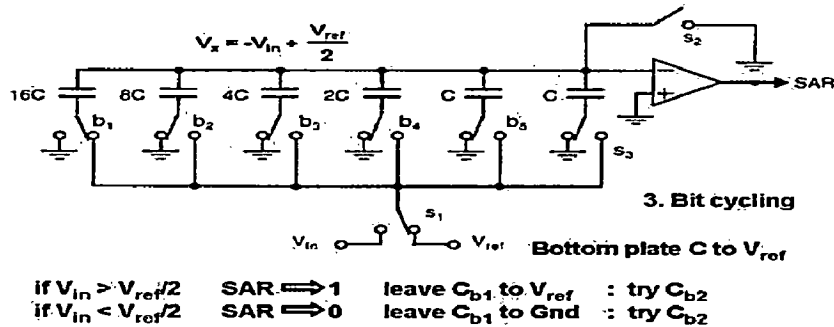 Vx = -Vin + Vref/2
s2
SAR
16C 8C 4C 2C C C
b1 b2 b3 b4 b5 s3
3. Bit cycling
s1
Vin Vref
Bottom plate C to Vref
if Vin > Vref/2 SAR ⇒ 1 leave Cb1 to Vref : try Cb2
if Vin < Vref/2 SAR ⇒ 0 leave Cb1 to Gnd : try Cb2